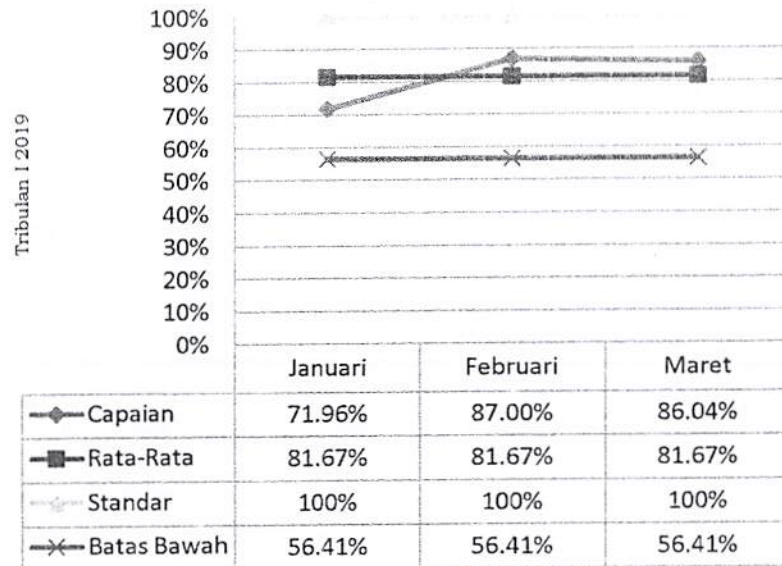 Tribulan I 2019
100%
90%
80%
70%
60%
50%
40%
30%
20%
10%
0%
Januari Februari Maret
Capaian 71.96% 87.00% 86.04%
Rata-Rata 81.67% 81.67% 81.67%
Standar 100% 100% 100%
Batas Bawah 56.41% 56.41% 56.41%